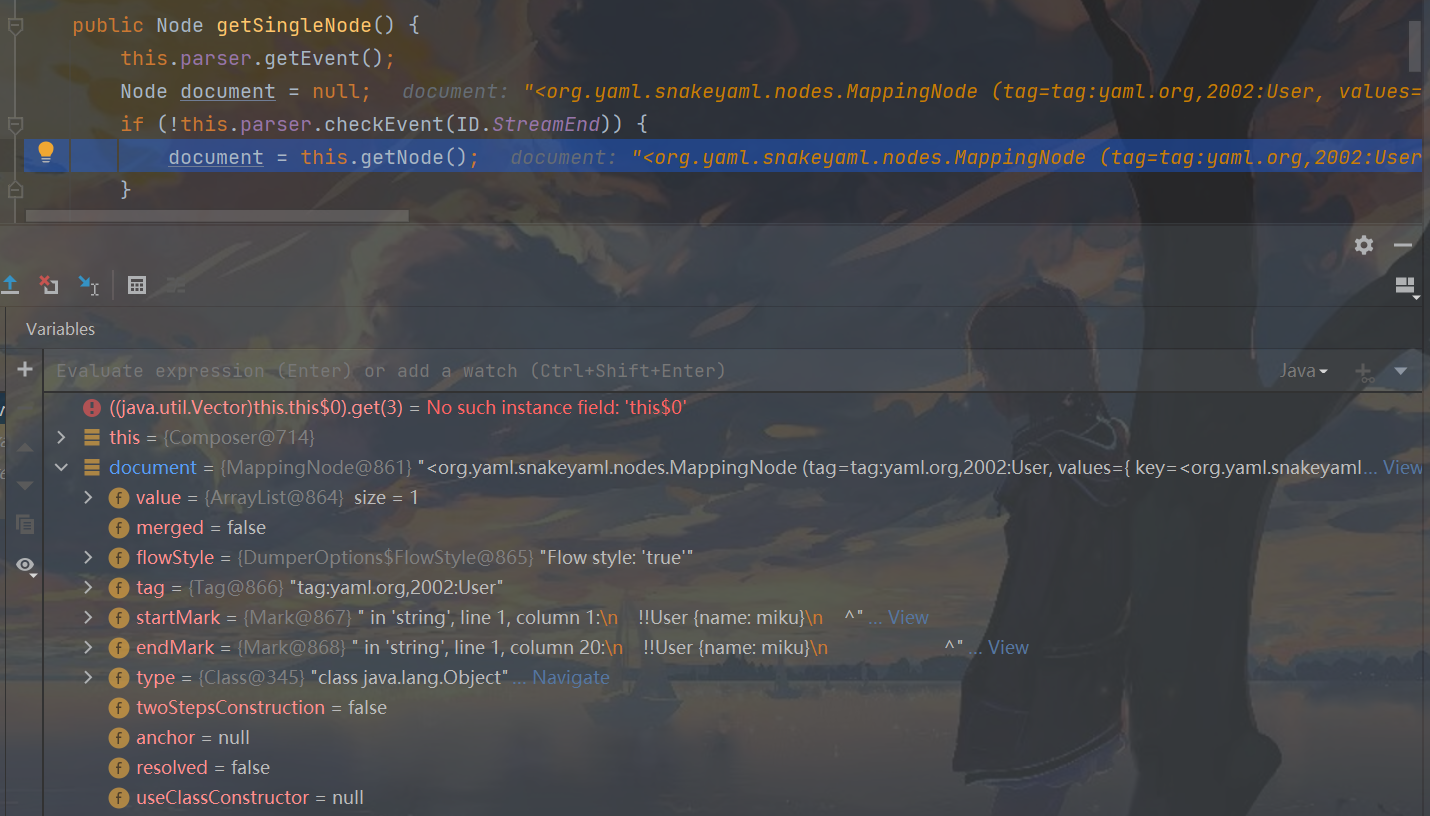 public Node getSingleNode() {
this.parser.getEvent();
Node document = null; document: "<org.yaml.snakeyaml.nodes.MappingNode (tag=tag:yaml.org,2002:User, values=
if (!this.parser.checkEvent(ID.StreamEnd)) {
document = this.getNode(); document: "<org.yaml.snakeyaml.nodes.MappingNode (tag=tag:yaml.org,2002:User
}
Variables
Evaluate expression (Enter) or add a watch (Ctrl+Shift+Enter) Java
((java.util.Vector)this.this$0).get(3) = No such instance field: 'this$0'
this = {Composer@714}
document = {MappingNode@861} "<org.yaml.snakeyaml.nodes.MappingNode (tag=tag:yaml.org,2002:User, values={ key=<org.yaml.snakeyaml... View
value = {ArrayList@864} size = 1
merged = false
flowStyle = {DumperOptions$FlowStyle@865} "Flow style: 'true'"
tag = {Tag@866} "tag:yaml.org,2002:User"
startMark = {Mark@867} " in 'string', line 1, column 1:\n !!User {name: miku}\n ^" ... View
endMark = {Mark@868} " in 'string', line 1, column 20:\n !!User {name: miku}\n ^" ... View
type = {Class@345} "class java.lang.Object" ... Navigate
twoStepsConstruction = false
anchor = null
resolved = false
useClassConstructor = null